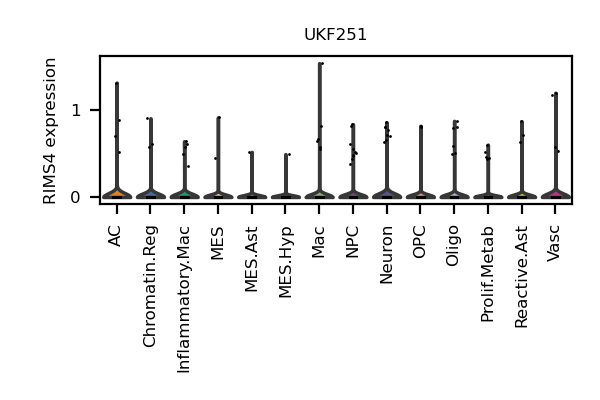 UKF251
RIMS4 expression
1
0
AC
Chromatin.Reg
Inflammatory.Mac
MES
MES.Ast
MES.Hyp
Mac
NPC
Neuron
OPC
Oligo
Prolif.Metab
Reactive.Ast
Vasc